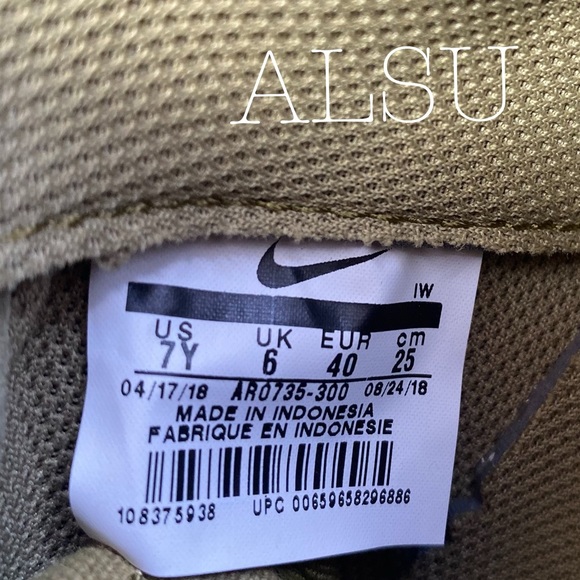 ALSU
IW
US UK EUR cm
7Y 6 40 25
04/17/18 AR0735-300 08/24/18
MADE IN INDONESIA
FABRIQUE EN INDONESIE
108375938 UPC 00659658296886